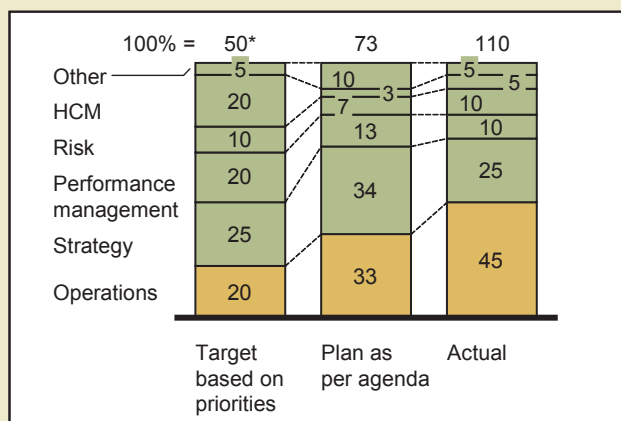 100% = 50* 73 110
Other 5 10 5
HCM 20 3 5
Risk 10 7 10
Performance management 20 13 10
Strategy 25 34 25
Operations 20 33 45
Target based on priorities
Plan as per agenda
Actual